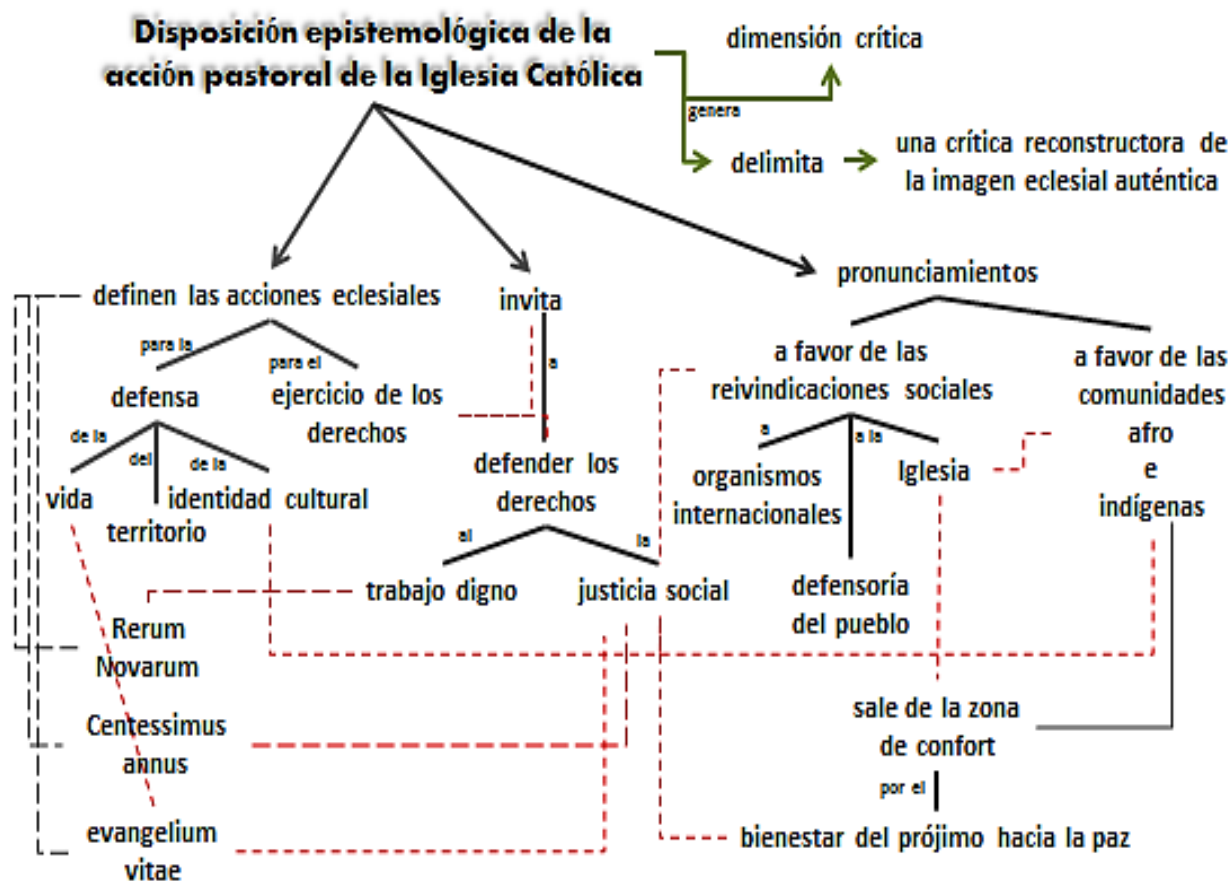 Disposición epistemológica de la
acción pastoral de la Iglesia Católica
dimensión crítica
genera
delimita
una crítica reconstructora de
la imagen eclesial auténtica
definen las acciones eclesiales
invita
pronunciamientos
para la
para el
a
defensa
ejercicio de los
derechos
a favor de las
reivindicaciones sociales
a favor de las
comunidades
afro
e
indígenas
de la
del
de la
vida
territorio
identidad cultural
defender los
derechos
a
a la
organismos
internacionales
Iglesia
defensoría
del pueblo
al
la
trabajo digno
justicia social
Rerum
Novarum
Centessimus
annus
evangelium
vitae
sale de la zona
de confort
por el
bienestar del prójimo hacia la paz